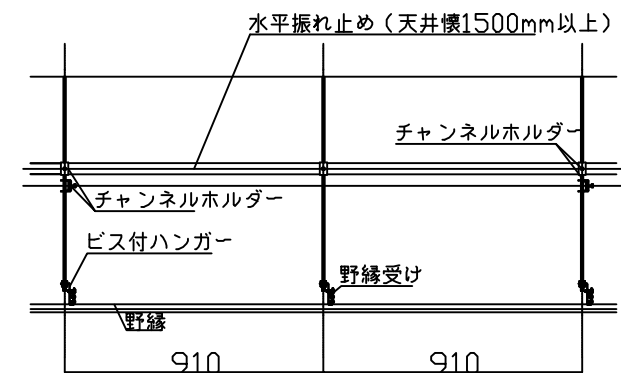 水平振れ止め（天井懐1500mm以上）
チャンネルホルダー
チャンネルホルダー
ビス付ハンガー
野縁受け
野縁
910 910